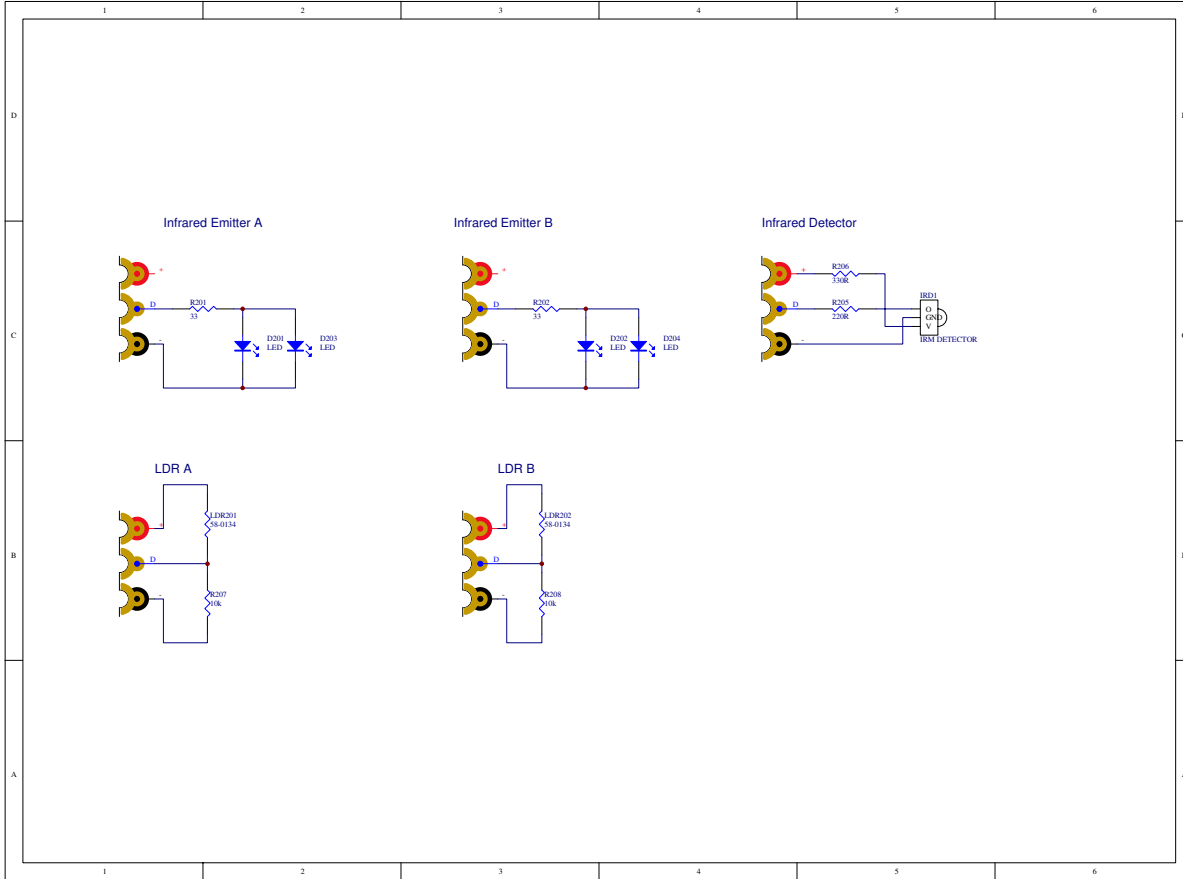 1 2 3 4 5 6
D
Infrared Emitter A Infrared Emitter B Infrared Detector
+ + + R206
330R
D R201 D R202 D R205 IRD1
33 33 220R O
GND
C V
- - - IRM DETECTOR
D201 D203 D202 D204
LED LED LED LED
LDR A LDR B
+ LDR201 + LDR202
58-0134 58-0134
B
D D
- R207 - R208
10k 10k
A
1 2 3 4 5 6